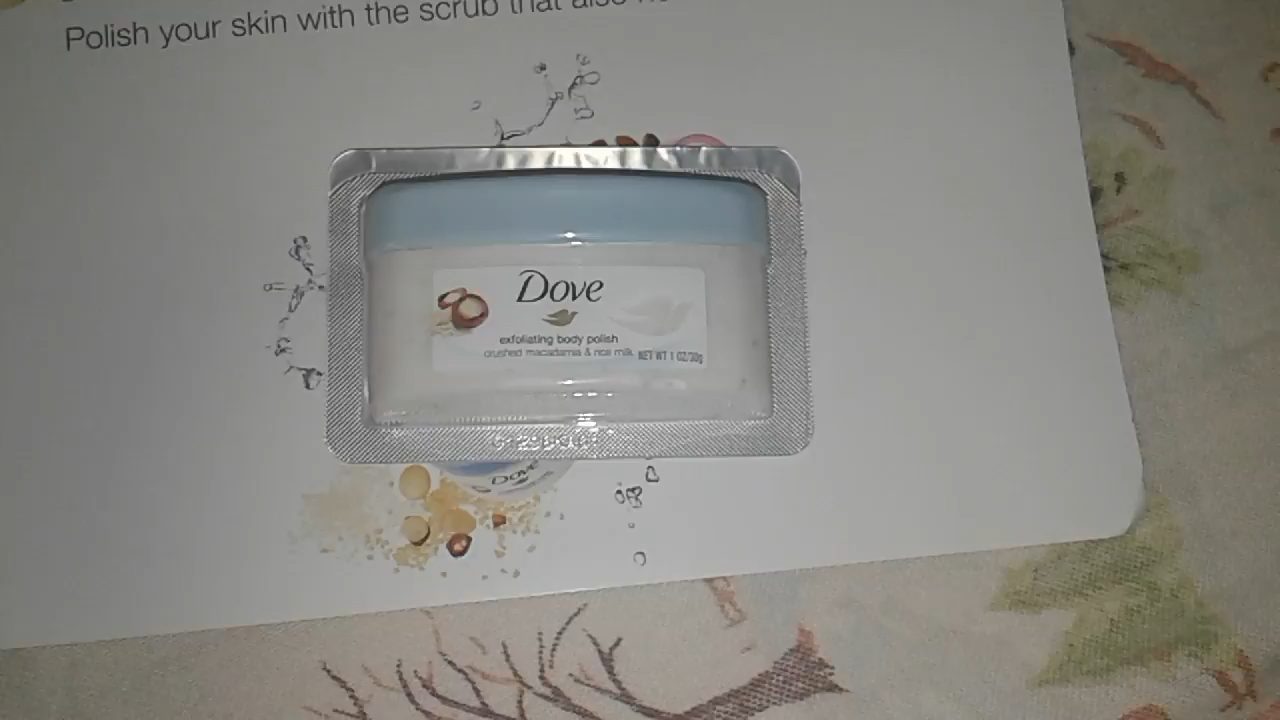 Polish your skin with the scrub that also
Dove
exfoliating body polish
crushed macadamia & rice milk
NET WT 1 OZ/30g
Dove